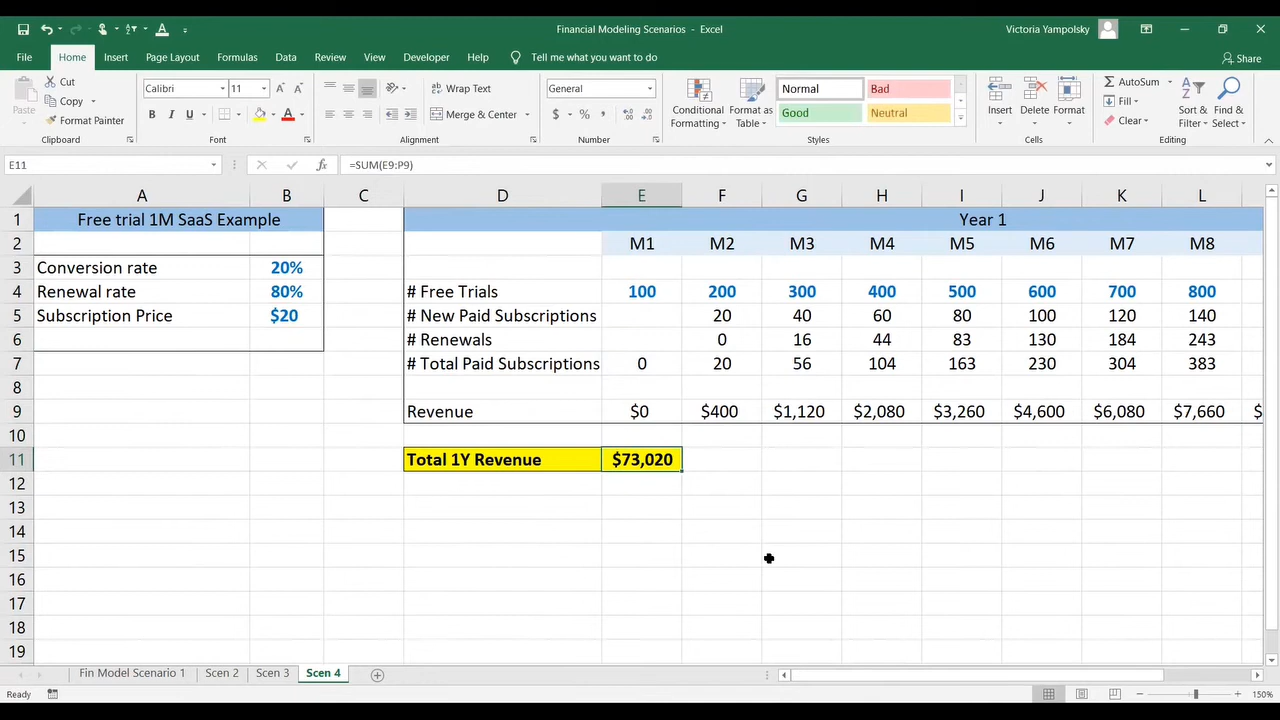 Financial Modeling Scenarios - Excel
Victoria Yampolsky
File Home Insert Page Layout Formulas Data Review View Developer Help Tell me what you want to do Share
Paste
Cut
Copy
Format Painter
Clipboard
Calibri 11
B I U
Font
Wrap Text
Merge & Center
Alignment
General
$ % ,
Number
Conditional Formatting
Format as Table
Normal Bad
Good Neutral
Styles
Insert Delete Format
Cells
AutoSum
Fill
Clear
Sort & Filter
Find & Select
Editing
E11 fx =SUM(E9:P9)
A B C D E F G H I J K L
1 Free trial 1M SaaS Example Year 1
2 M1 M2 M3 M4 M5 M6 M7 M8
3 Conversion rate 20%
4 Renewal rate 80% # Free Trials 100 200 300 400 500 600 700 800
5 Subscription Price $20 # New Paid Subscriptions 20 40 60 80 100 120 140
6 # Renewals 0 16 44 83 130 184 243
7 # Total Paid Subscriptions 0 20 56 104 163 230 304 383
8
9 Revenue $0 $400 $1,120 $2,080 $3,260 $4,600 $6,080 $7,660 $
10
11 Total 1Y Revenue $73,020
12
13
14
15
16
17
18
19
Fin Model Scenario 1 Scen 2 Scen 3 Scen 4
Ready 150%